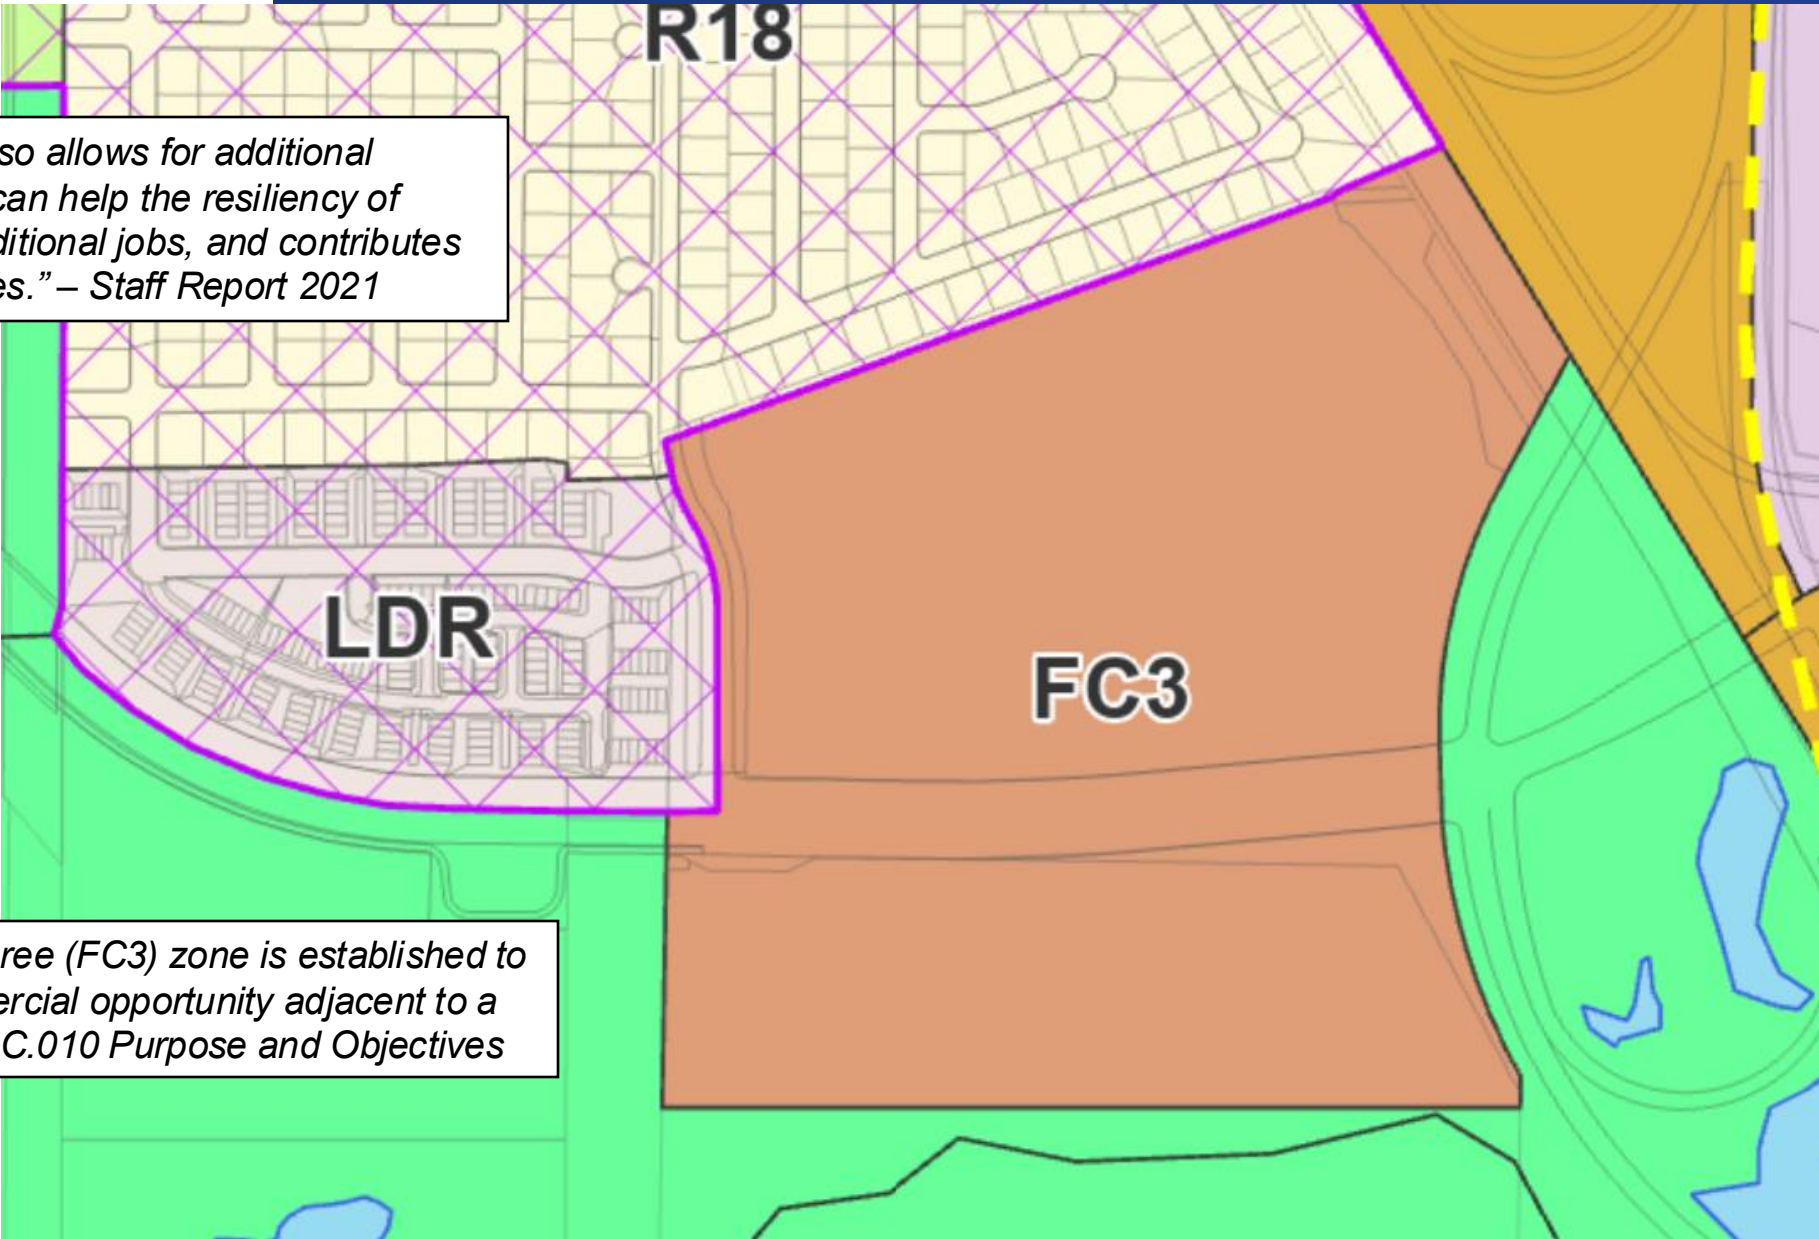 R18
so allows for additional
can help the resiliency of
ditional jobs, and contributes
es.” – Staff Report 2021
LDR
FC3
ree (FC3) zone is established to
ercial opportunity adjacent to a
C.010 Purpose and Objectives